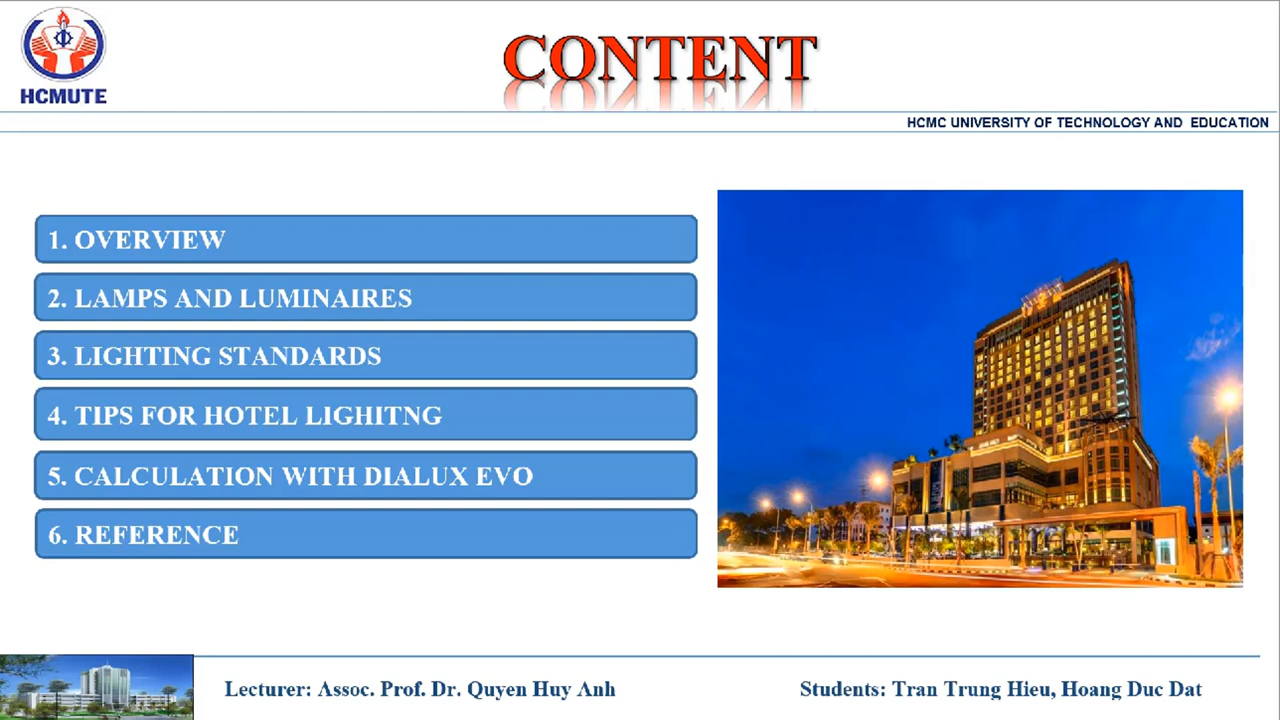 HCMUTE
CONTENT
HCMC UNIVERSITY OF TECHNOLOGY AND EDUCATION
1. OVERVIEW
2. LAMPS AND LUMINAIRES
3. LIGHTING STANDARDS
4. TIPS FOR HOTEL LIGHITNG
5. CALCULATION WITH DIALUX EVO
6. REFERENCE
Lecturer: Assoc. Prof. Dr. Quyen Huy Anh
Students: Tran Trung Hieu, Hoang Duc Dat